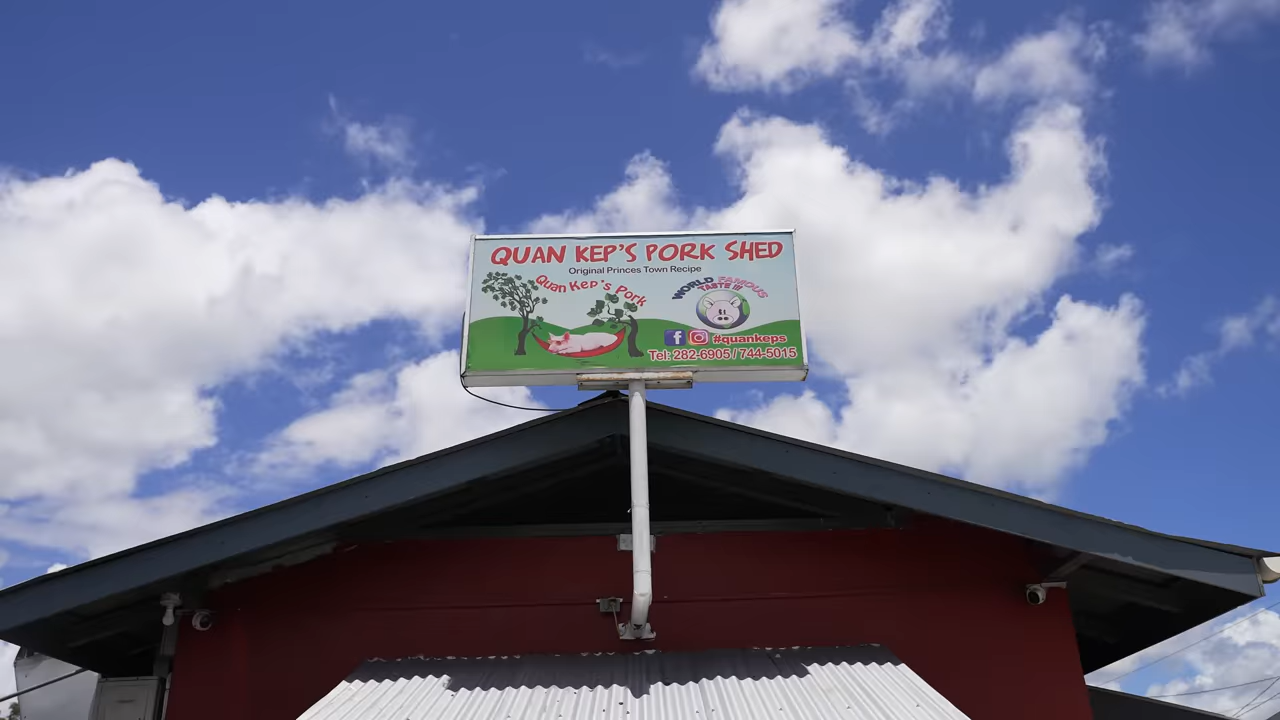 QUAN KEP'S PORK SHED
Original Princes Town Recipe
Quan Kep's Pork
WORLD FAMOUS
TASTE !!!
f
#quankeps
Tel: 282-6905 / 744-5015